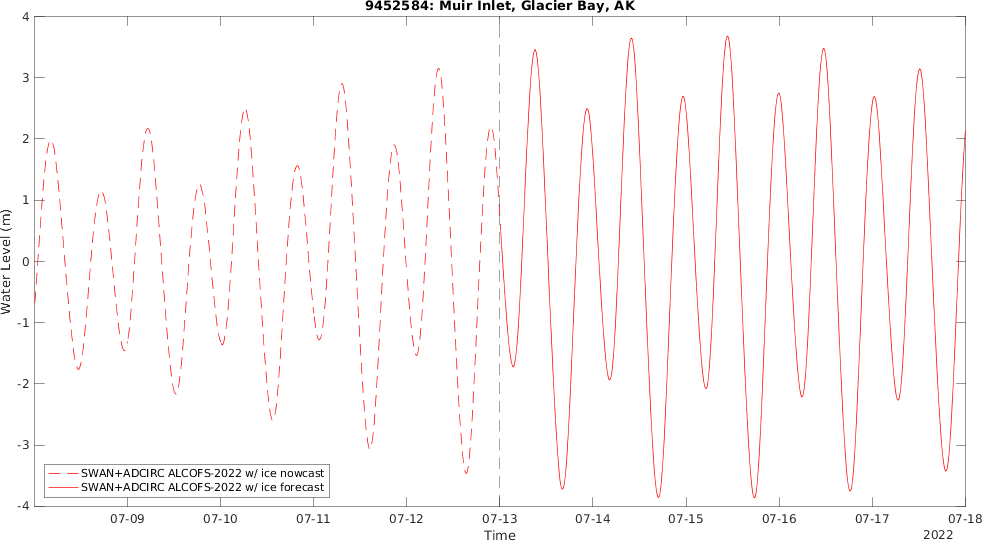 9452584: Muir Inlet, Glacier Bay, AK
Water Level (m)
4
3
2
1
0
-1
-2
-3
-4
SWAN+ADCIRC ALCOFS-2022 w/ ice nowcast
SWAN+ADCIRC ALCOFS-2022 w/ ice forecast
07-09 07-10 07-11 07-12 07-13 07-14 07-15 07-16 07-17 07-18
Time
2022